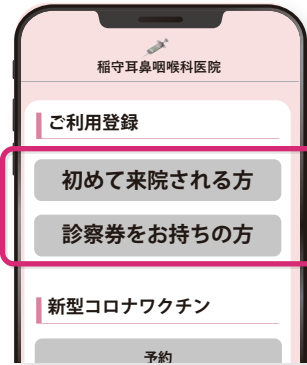 稲守耳鼻咽喉科医院
ご利用登録
初めて来院される方
診察券をお持ちの方
新型コロナワクチン
予約